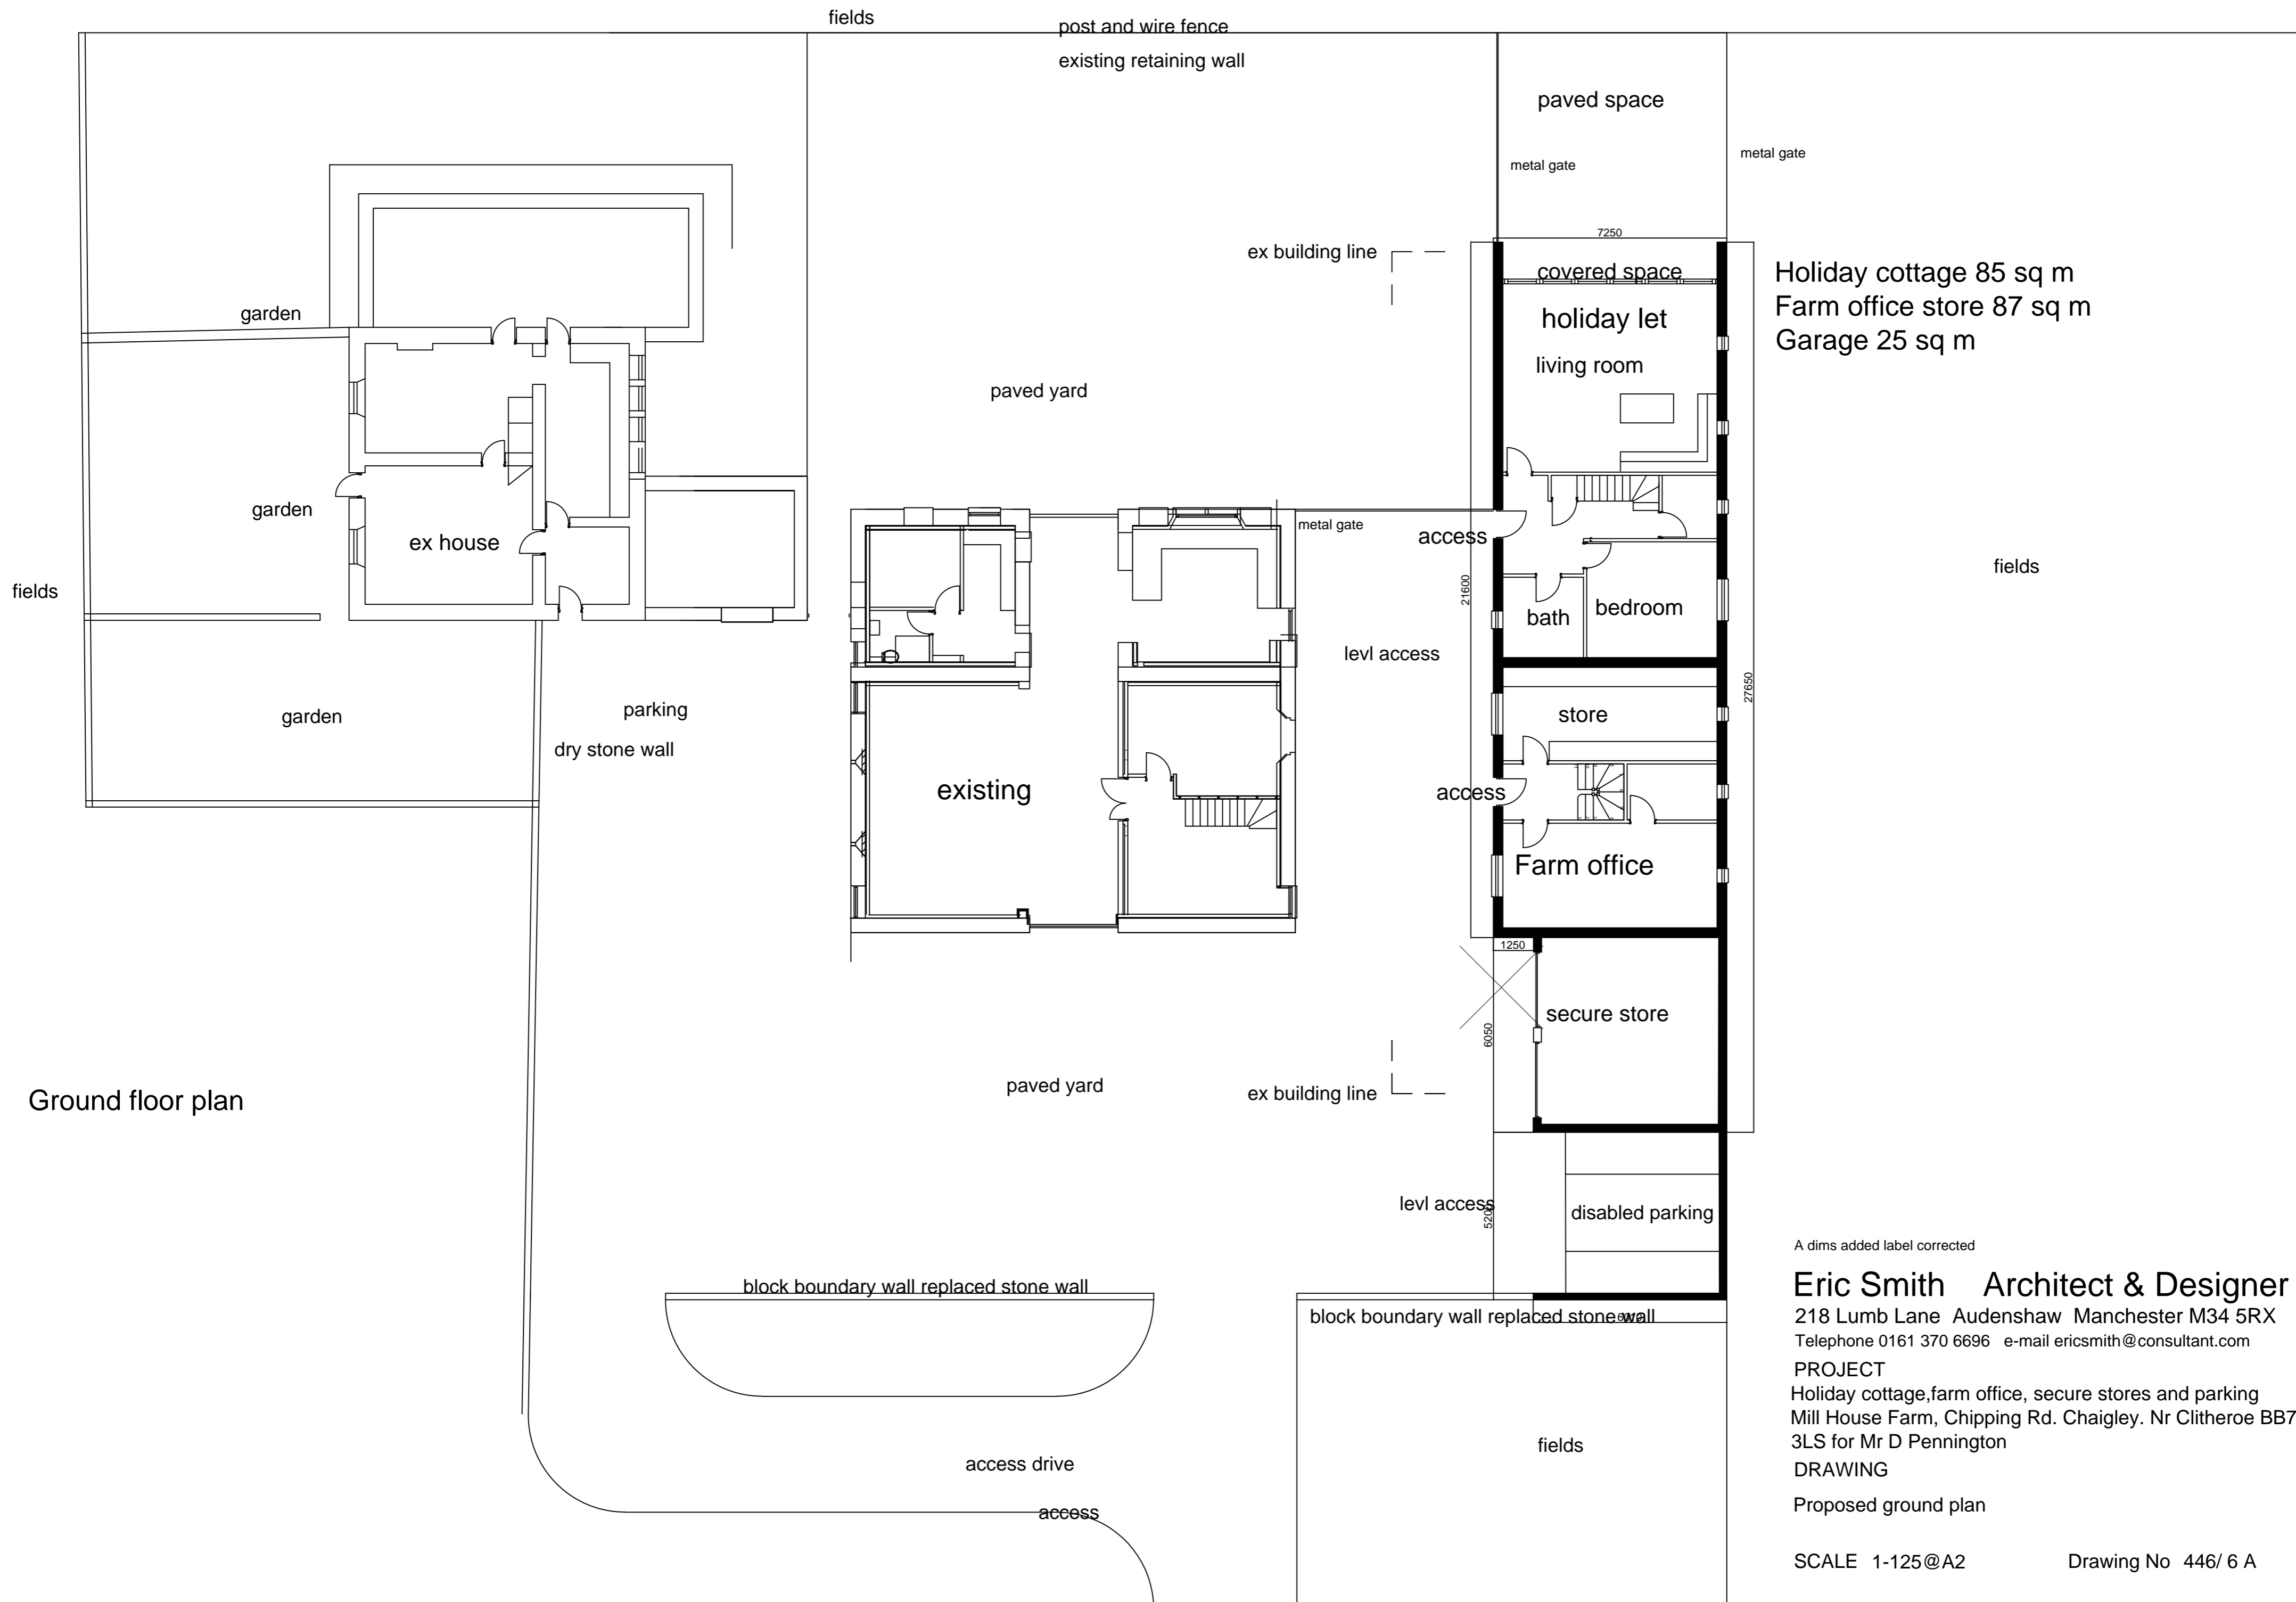 fields
post and wire fence
existing retaining wall
paved space
metal gate
metal gate
7250
ex building line
covered space
Holiday cottage 85 sq m
Farm office store 87 sq m
Garage 25 sq m
holiday let
living room
garden
paved yard
garden
ex house
metal gate
access
fields
fields
21600
bath
bedroom
levl access
27650
garden
parking
store
dry stone wall
existing
access
Farm office
1250
secure store
6050
paved yard
ex building line
Ground floor plan
levl access
disabled parking
A dims added label corrected
block boundary wall replaced stone wall
block boundary wall replaced stone wall
Eric Smith Architect & Designer
218 Lumb Lane Audenshaw Manchester M34 5RX
Telephone 0161 370 6696 e-mail ericsmith@consultant.com
PROJECT
Holiday cottage,farm office, secure stores and parking
Mill House Farm, Chipping Rd. Chaigley. Nr Clitheroe BB7
3LS for Mr D Pennington
DRAWING
Proposed ground plan
fields
access drive
access
SCALE 1-125@A2
Drawing No 446/ 6 A